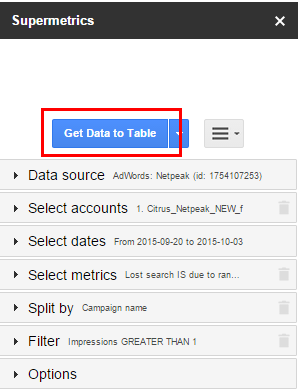 Supermetrics ×
Get Data to Table
Data source AdWords: Netpeak (id: 1754107253)
Select accounts 1. Citrus_Netpeak_NEW_f
Select dates From 2015-09-20 to 2015-10-03
Select metrics Lost search IS due to ran...
Split by Campaign name
Filter Impressions GREATER THAN 1
Options